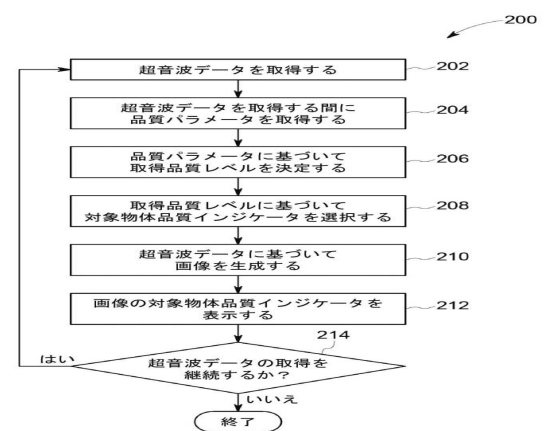 200
超音波データを取得する
202
超音波データを取得する間に
品質パラメータを取得する
204
品質パラメータに基づいて
取得品質レベルを決定する
206
取得品質レベルに基づいて
対象物体品質インジケータを選択する
208
超音波データに基づいて
画像を生成する
210
画像の対象物体品質インジケータを
表示する
212
214
はい
超音波データの取得を
継続するか?
いいえ
終了